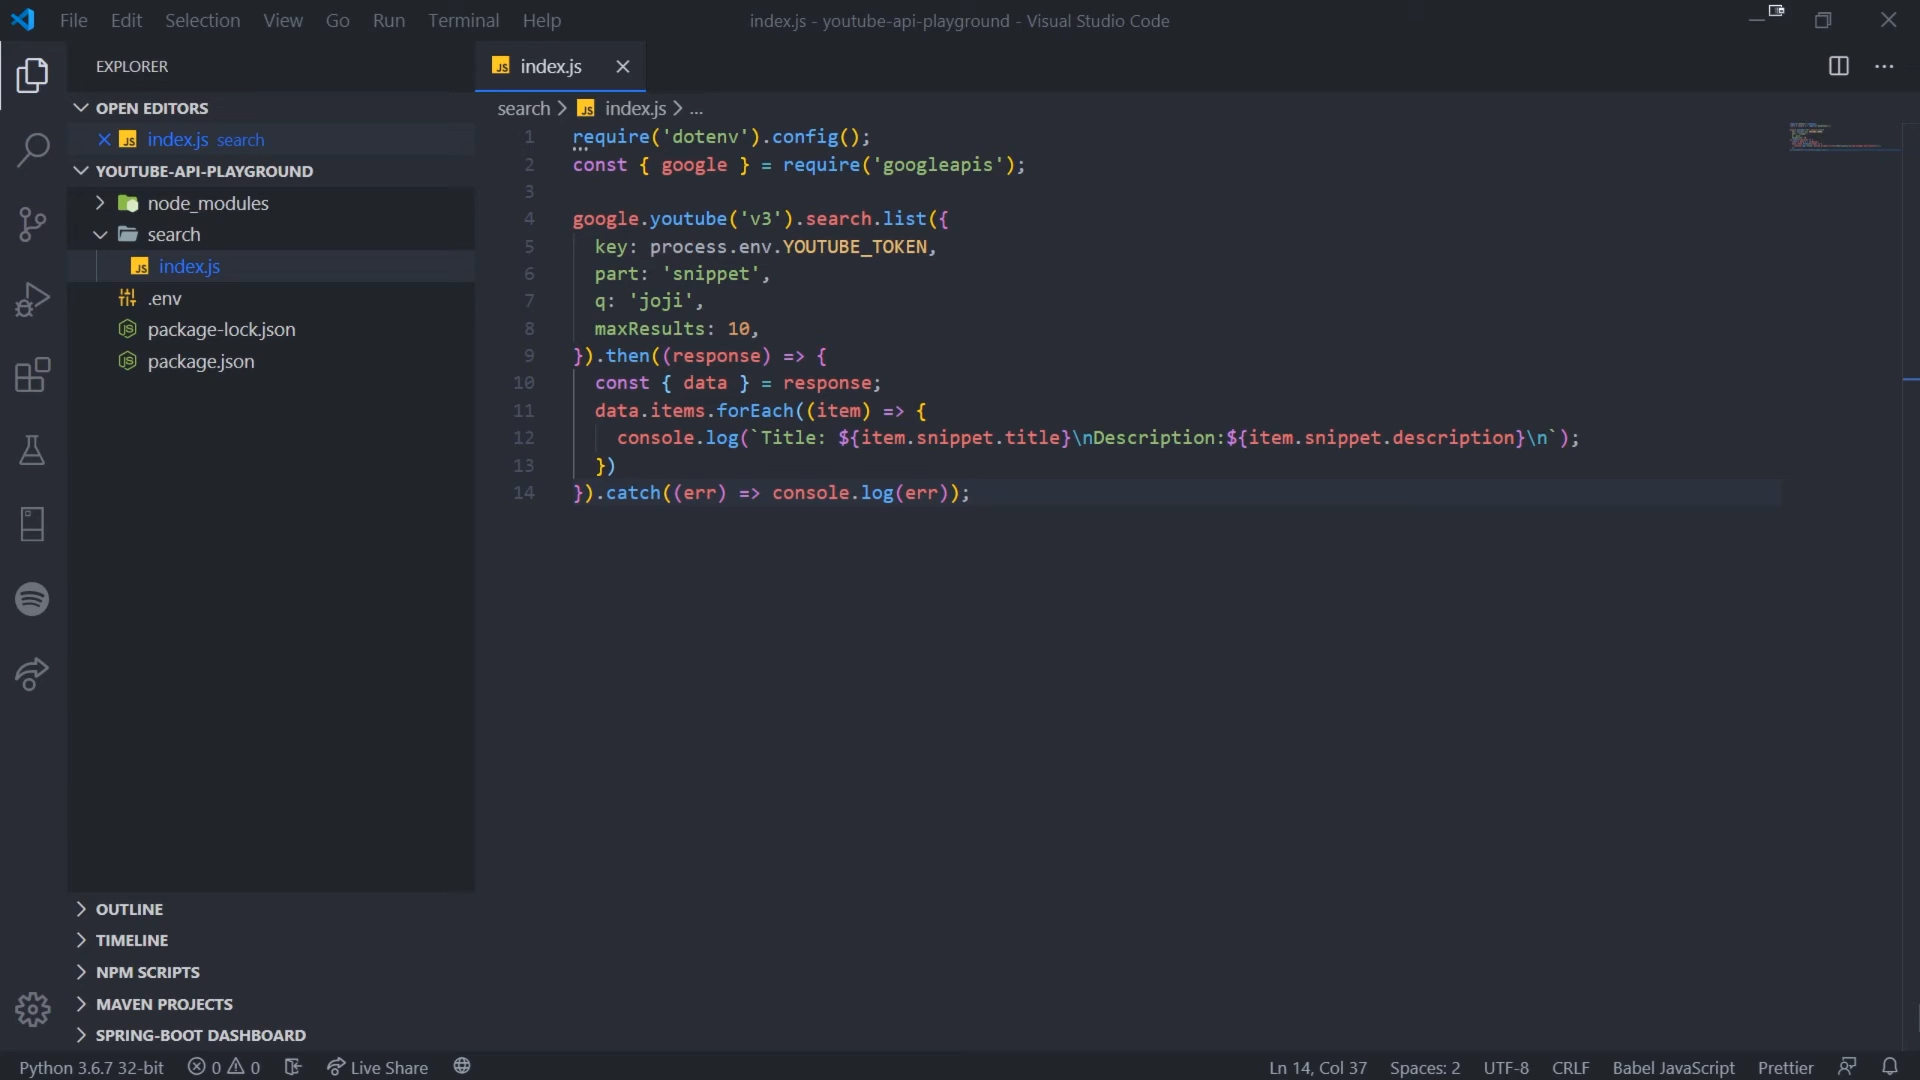 File Edit Selection View Go Run Terminal Help
index.js - youtube-api-playground - Visual Studio Code
EXPLORER
OPEN EDITORS
JS index.js search
YOUTUBE-API-PLAYGROUND
node_modules
search
JS index.js
.env
package-lock.json
package.json
OUTLINE
TIMELINE
NPM SCRIPTS
MAVEN PROJECTS
SPRING-BOOT DASHBOARD
JS index.js
search > JS index.js > ...
1 require('dotenv').config();
2 const { google } = require('googleapis');
3
4 google.youtube('v3').search.list({
5 key: process.env.YOUTUBE_TOKEN,
6 part: 'snippet',
7 q: 'joji',
8 maxResults: 10,
9 }).then((response) => {
10 const { data } = response;
11 data.items.forEach((item) => {
12 console.log(`Title: ${item.snippet.title}\nDescription:${item.snippet.description}\n`);
13 })
14 }).catch((err) => console.log(err));
Python 3.6.7 32-bit 0 0 Live Share Ln 14, Col 37 Spaces: 2 UTF-8 CRLF Babel JavaScript Prettier